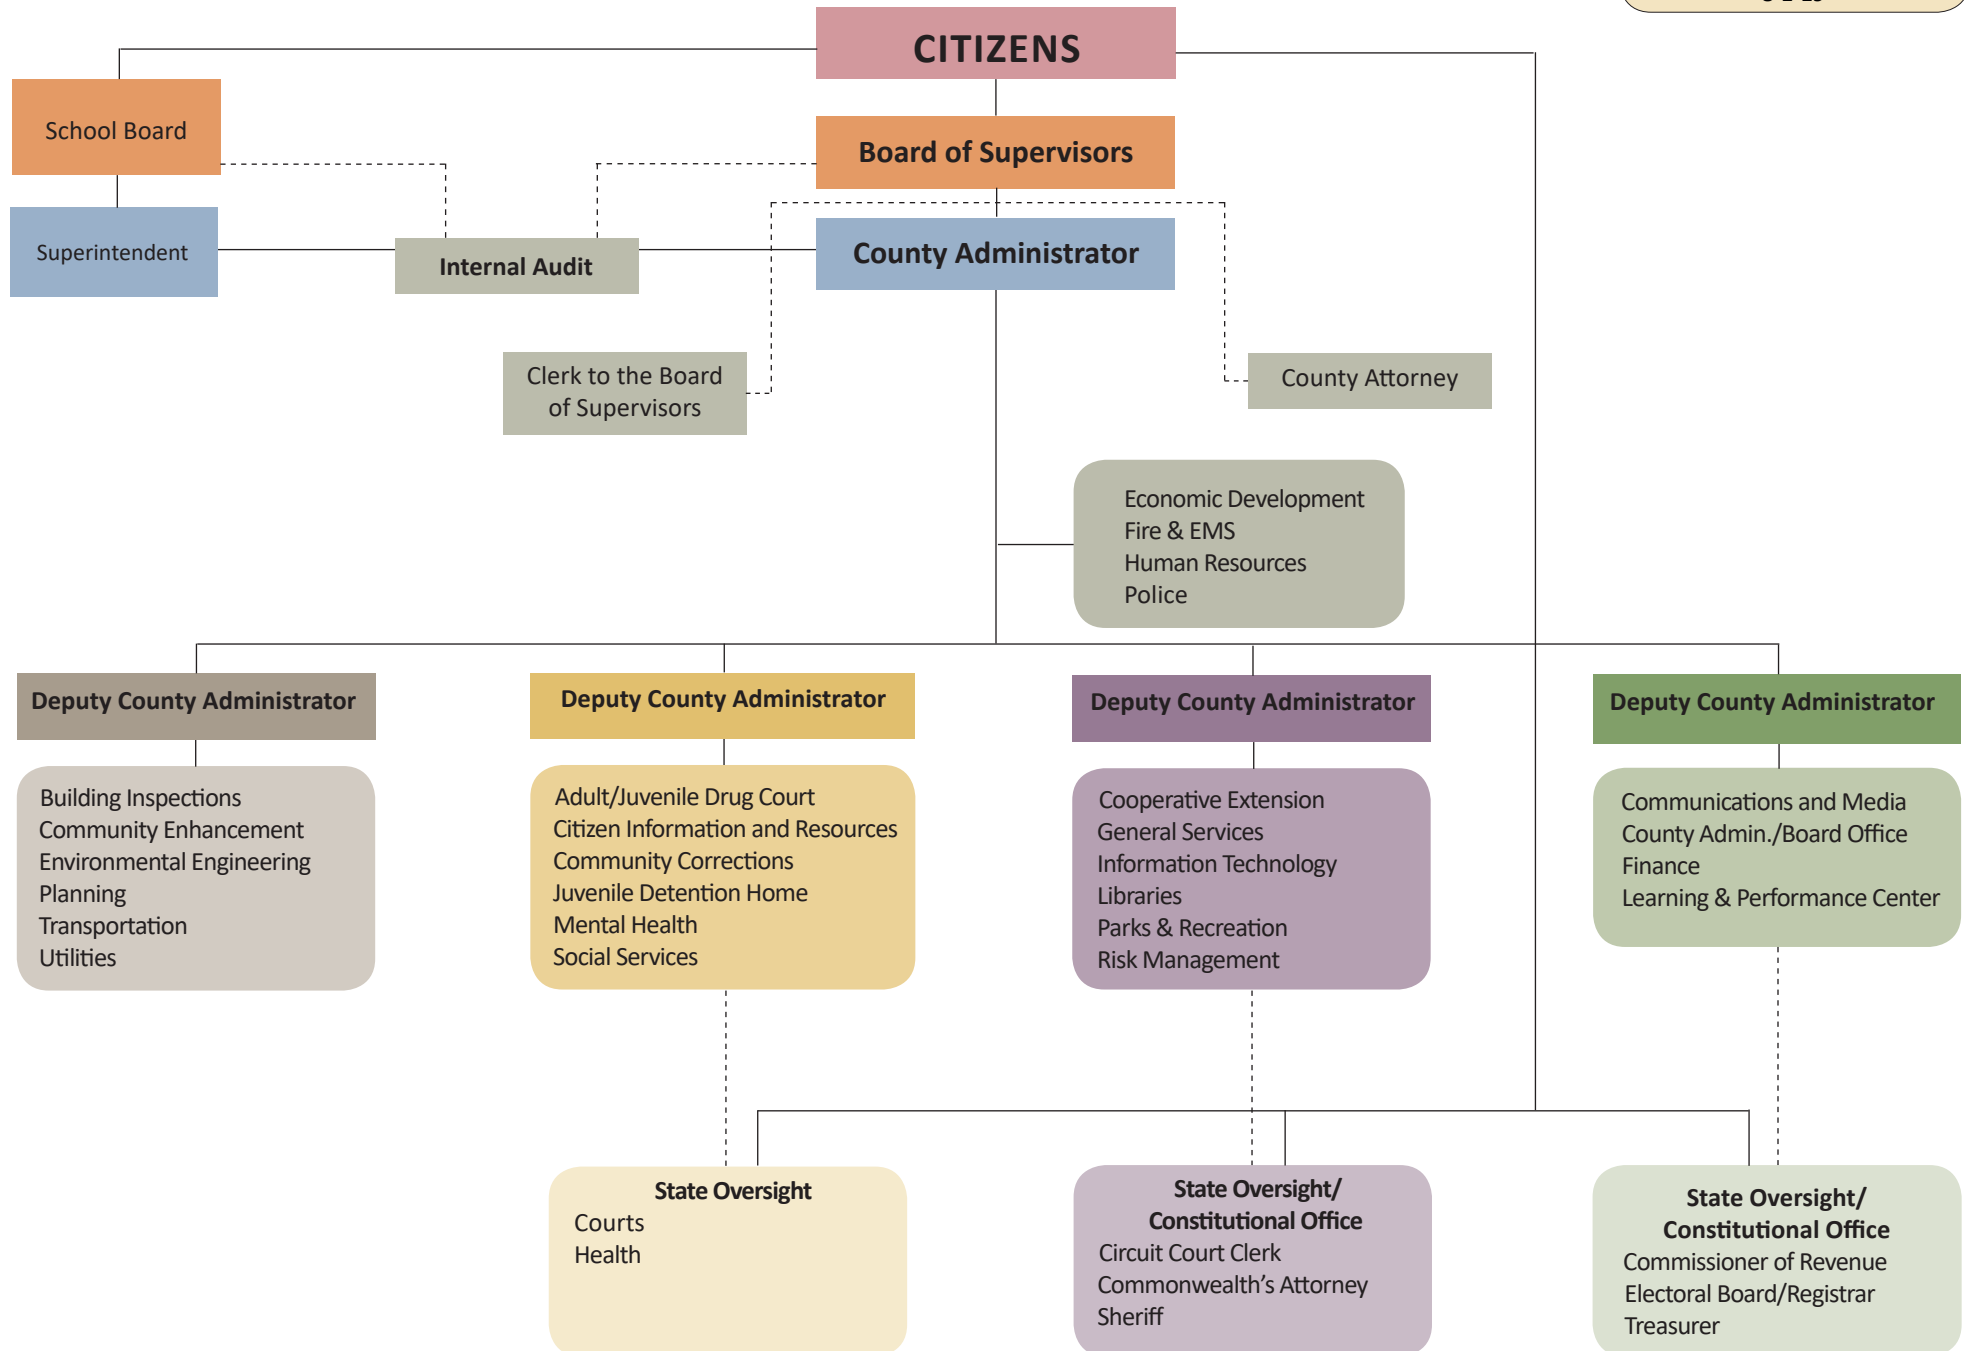 CITIZENS
School Board
Board of Supervisors
Superintendent
Internal Audit
County Administrator
Clerk to the Board
of Supervisors
County Attorney
Economic Development
Fire & EMS
Human Resources
Police
Deputy County Administrator
Deputy County Administrator
Deputy County Administrator
Deputy County Administrator
Building Inspections
Community Enhancement
Environmental Engineering
Planning
Transportation
Utilities
Adult/Juvenile Drug Court
Citizen Information and Resources
Community Corrections
Juvenile Detention Home
Mental Health
Social Services
Cooperative Extension
General Services
Information Technology
Libraries
Parks & Recreation
Risk Management
Communications and Media
County Admin./Board Office
Finance
Learning & Performance Center
State Oversight
Courts
Health
State Oversight/
Constitutional Office
Circuit Court Clerk
Commonwealth’s Attorney
Sheriff
State Oversight/
Constitutional Office
Commissioner of Revenue
Electoral Board/Registrar
Treasurer